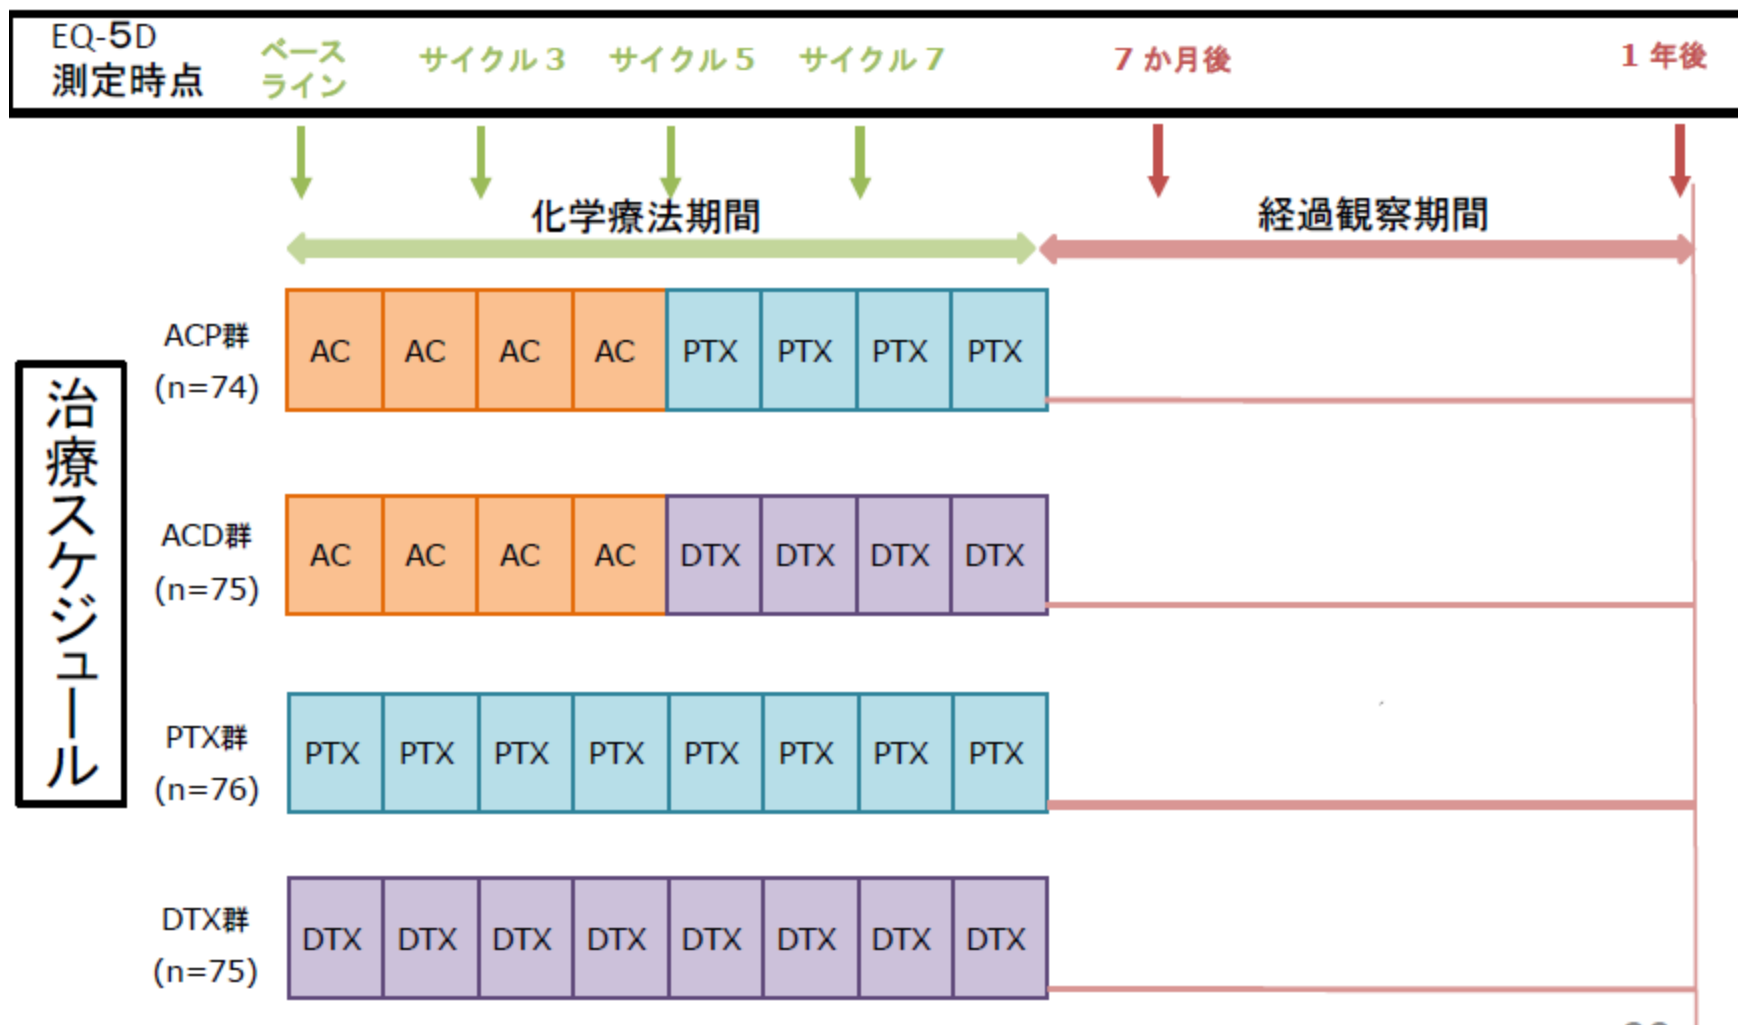 EQ-5D
測定時点
ベース
ライン
サイクル 3
サイクル 5
サイクル 7
7 か月後
1 年後
化学療法期間
経過観察期間
治療スケジュール
ACP群
(n=74)
AC AC AC AC PTX PTX PTX PTX
ACD群
(n=75)
AC AC AC AC DTX DTX DTX DTX
PTX群
(n=76)
PTX PTX PTX PTX PTX PTX PTX PTX
DTX群
(n=75)
DTX DTX DTX DTX DTX DTX DTX DTX